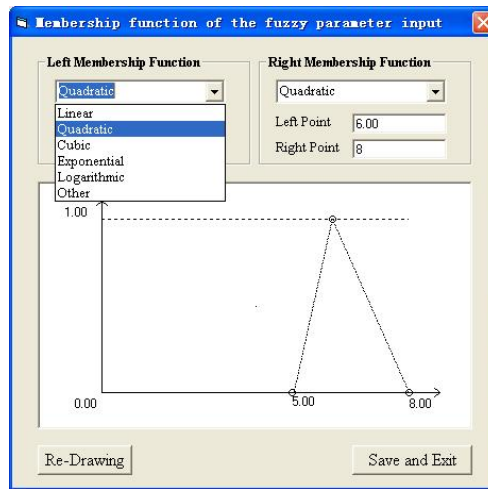 Membership function of the fuzzy parameter input
Left Membership Function
Quadratic
Linear
Quadratic
Cubic
Exponential
Logarithmic
Other
Right Membership Function
Quadratic
Left Point 6.00
Right Point 8
1.00
0.00 5.00 8.00
Re-Drawing Save and Exit